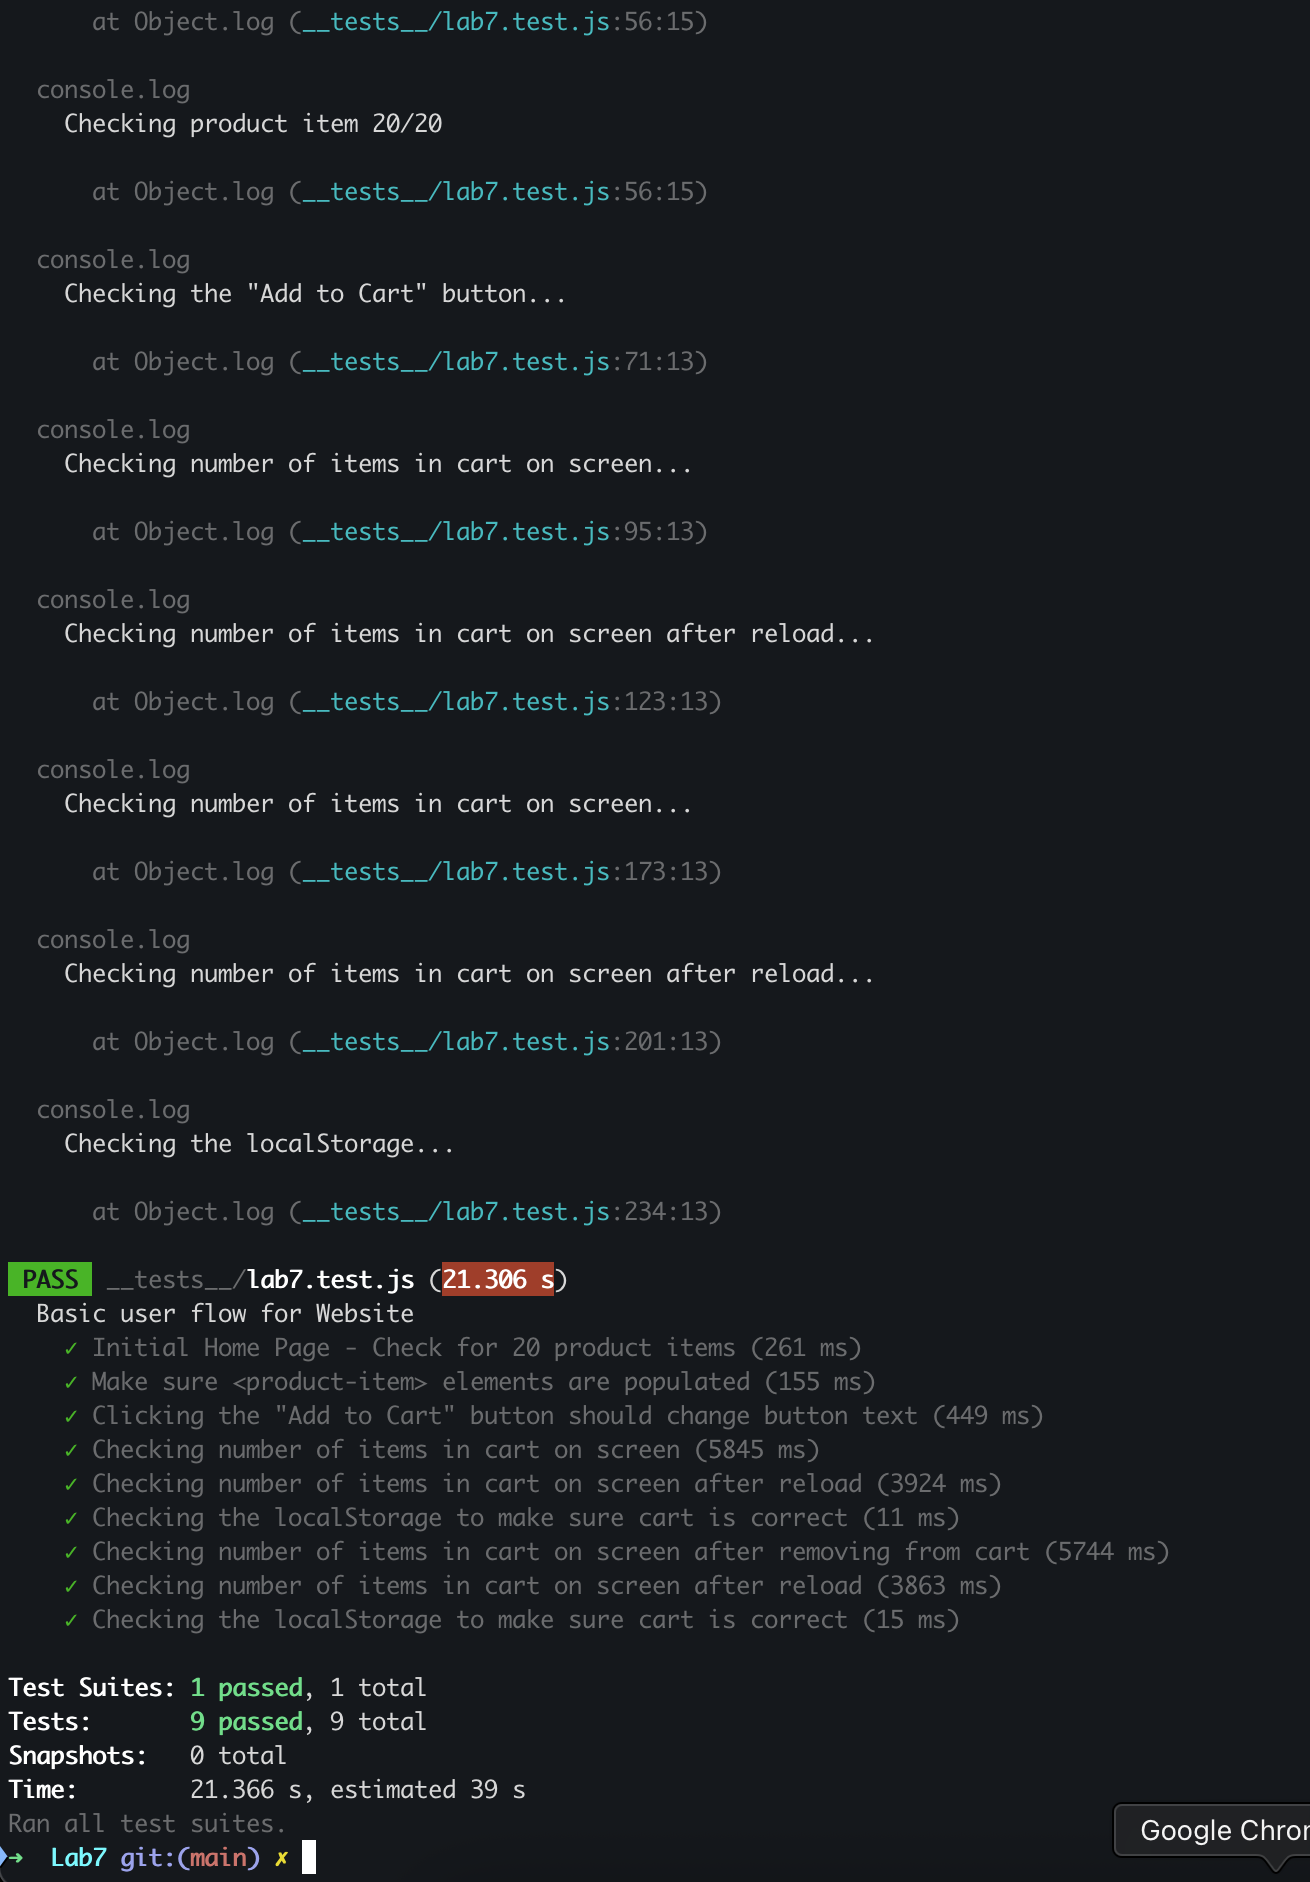 at Object.log (__tests__/lab7.test.js:56:15)
console.log
Checking product item 20/20
at Object.log (__tests__/lab7.test.js:56:15)
console.log
Checking the "Add to Cart" button...
at Object.log (__tests__/lab7.test.js:71:13)
console.log
Checking number of items in cart on screen...
at Object.log (__tests__/lab7.test.js:95:13)
console.log
Checking number of items in cart on screen after reload...
at Object.log (__tests__/lab7.test.js:123:13)
console.log
Checking number of items in cart on screen...
at Object.log (__tests__/lab7.test.js:173:13)
console.log
Checking number of items in cart on screen after reload...
at Object.log (__tests__/lab7.test.js:201:13)
console.log
Checking the localStorage...
at Object.log (__tests__/lab7.test.js:234:13)
PASS __tests__/lab7.test.js (21.306 s)
Basic user flow for Website
✓ Initial Home Page - Check for 20 product items (261 ms)
✓ Make sure <product-item> elements are populated (155 ms)
✓ Clicking the "Add to Cart" button should change button text (449 ms)
✓ Checking number of items in cart on screen (5845 ms)
✓ Checking number of items in cart on screen after reload (3924 ms)
✓ Checking the localStorage to make sure cart is correct (11 ms)
✓ Checking number of items in cart on screen after removing from cart (5744 ms)
✓ Checking number of items in cart on screen after reload (3863 ms)
✓ Checking the localStorage to make sure cart is correct (15 ms)
Test Suites: 1 passed, 1 total
Tests: 9 passed, 9 total
Snapshots: 0 total
Time: 21.366 s, estimated 39 s
Ran all test suites.
Google Chro
➜ Lab7 git:(main) ✗